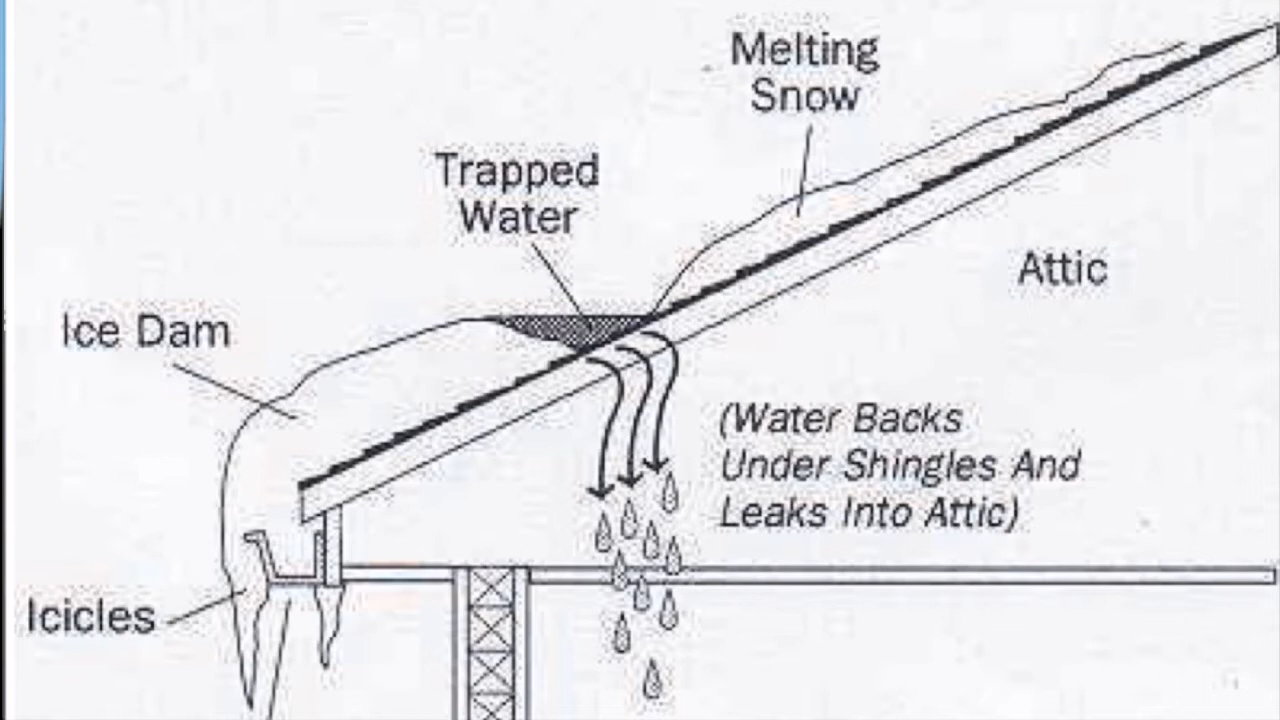 Melting
Snow
Trapped
Water
Attic
Ice Dam
(Water Backs
Under Shingles And
Leaks Into Attic)
Icicles